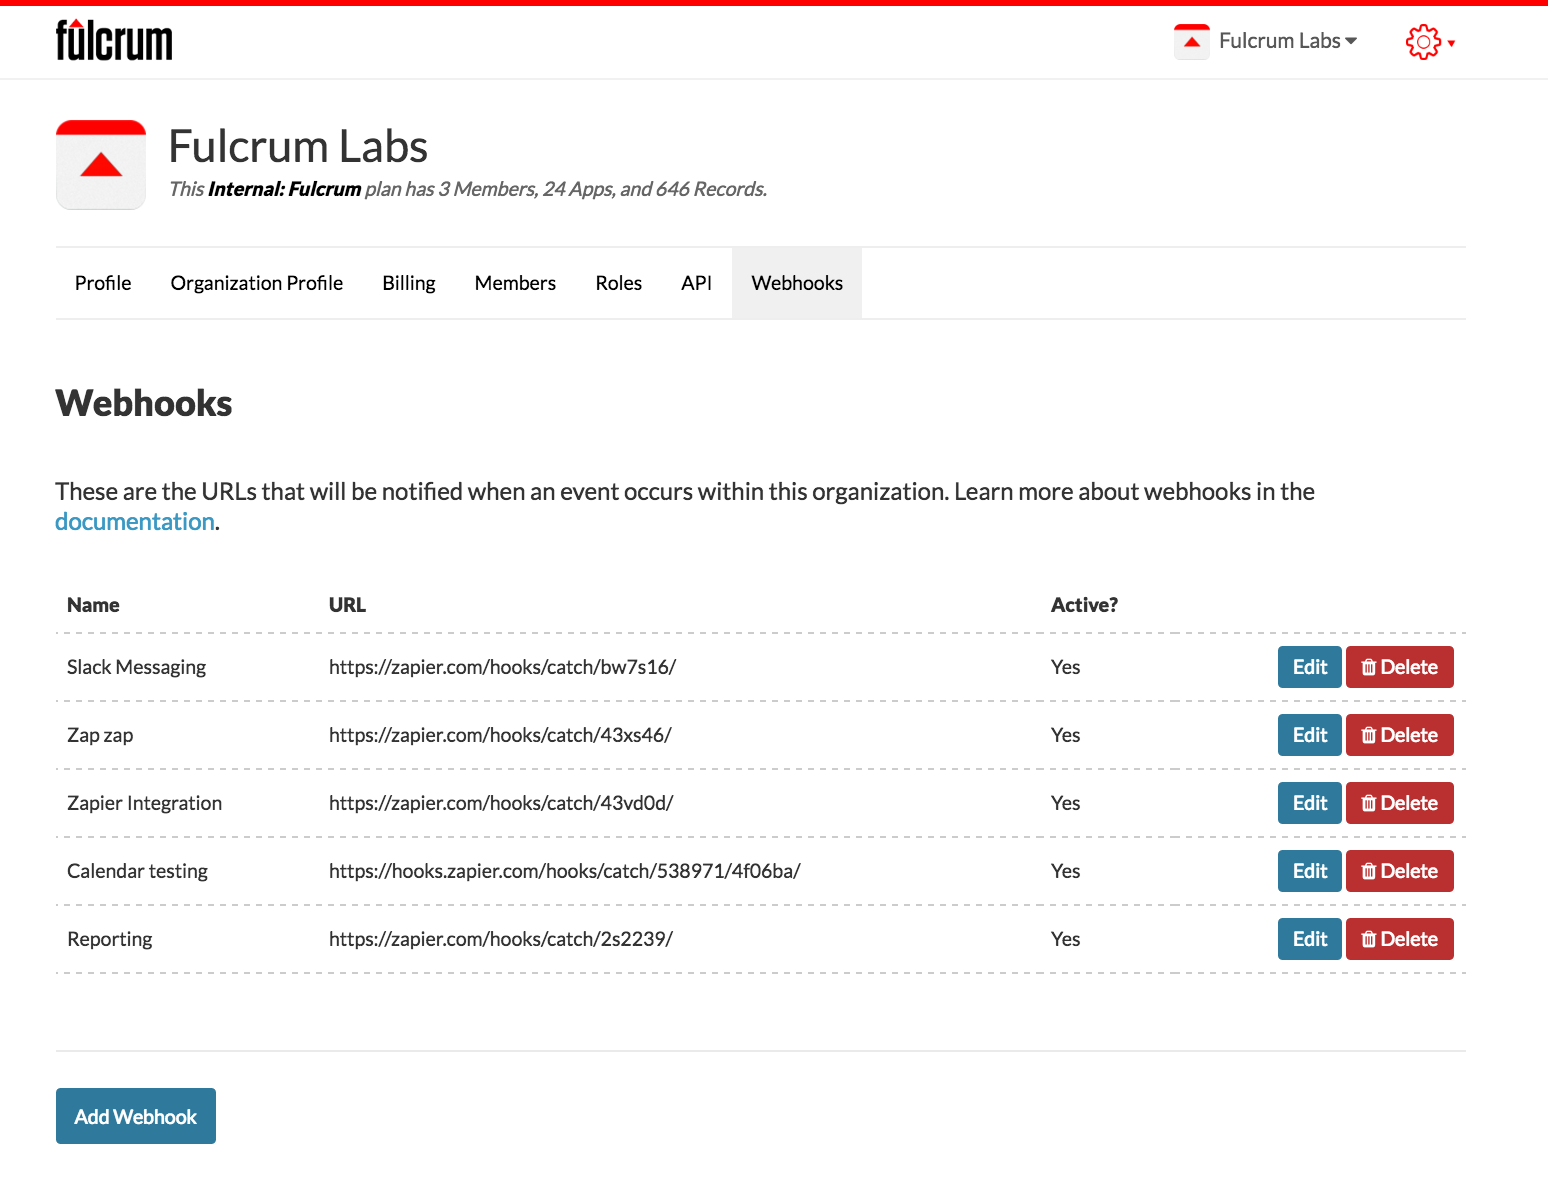 fulcrum
Fulcrum Labs
Fulcrum Labs
This Internal: Fulcrum plan has 3 Members, 24 Apps, and 646 Records.
Profile Organization Profile Billing Members Roles API Webhooks
Webhooks
These are the URLs that will be notified when an event occurs within this organization. Learn more about webhooks in the
documentation.
Name URL Active?
Slack Messaging https://zapier.com/hooks/catch/bw7s16/ Yes Edit Delete
Zap zap https://zapier.com/hooks/catch/43xs46/ Yes Edit Delete
Zapier Integration https://zapier.com/hooks/catch/43vd0d/ Yes Edit Delete
Calendar testing https://hooks.zapier.com/hooks/catch/538971/4f06ba/ Yes Edit Delete
Reporting https://zapier.com/hooks/catch/2s2239/ Yes Edit Delete
Add Webhook